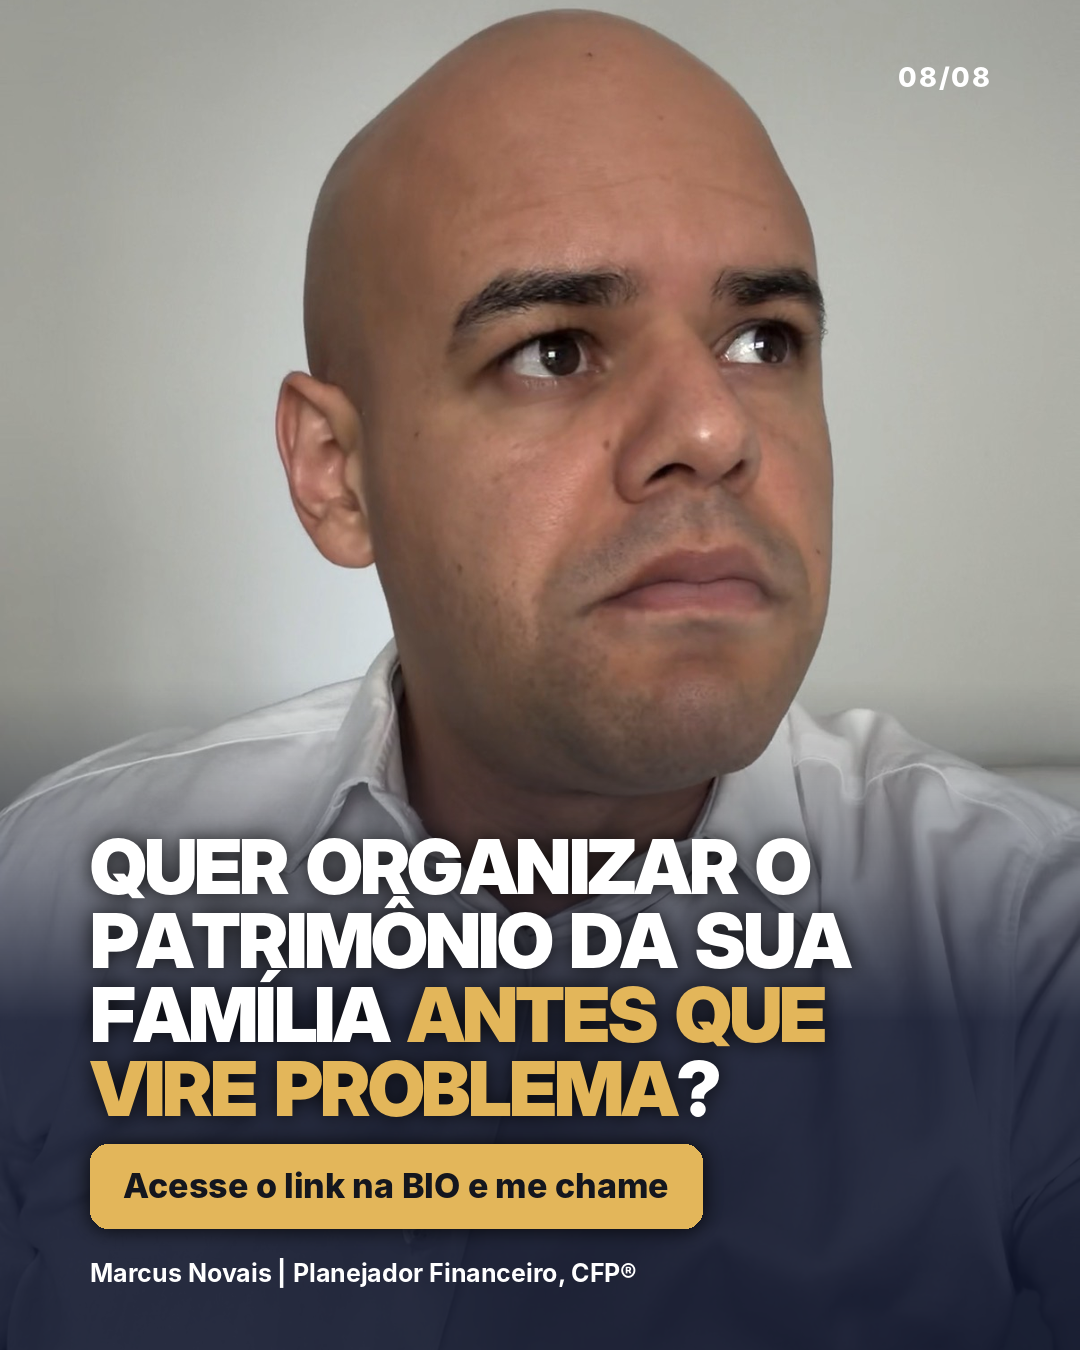 08/08
QUER ORGANIZAR O
PATRIMÔNIO DA SUA
FAMÍLIA ANTES QUE
VIRE PROBLEMA?
Acesse o link na BIO e me chame
Marcus Novais | Planejador Financeiro, CFP®